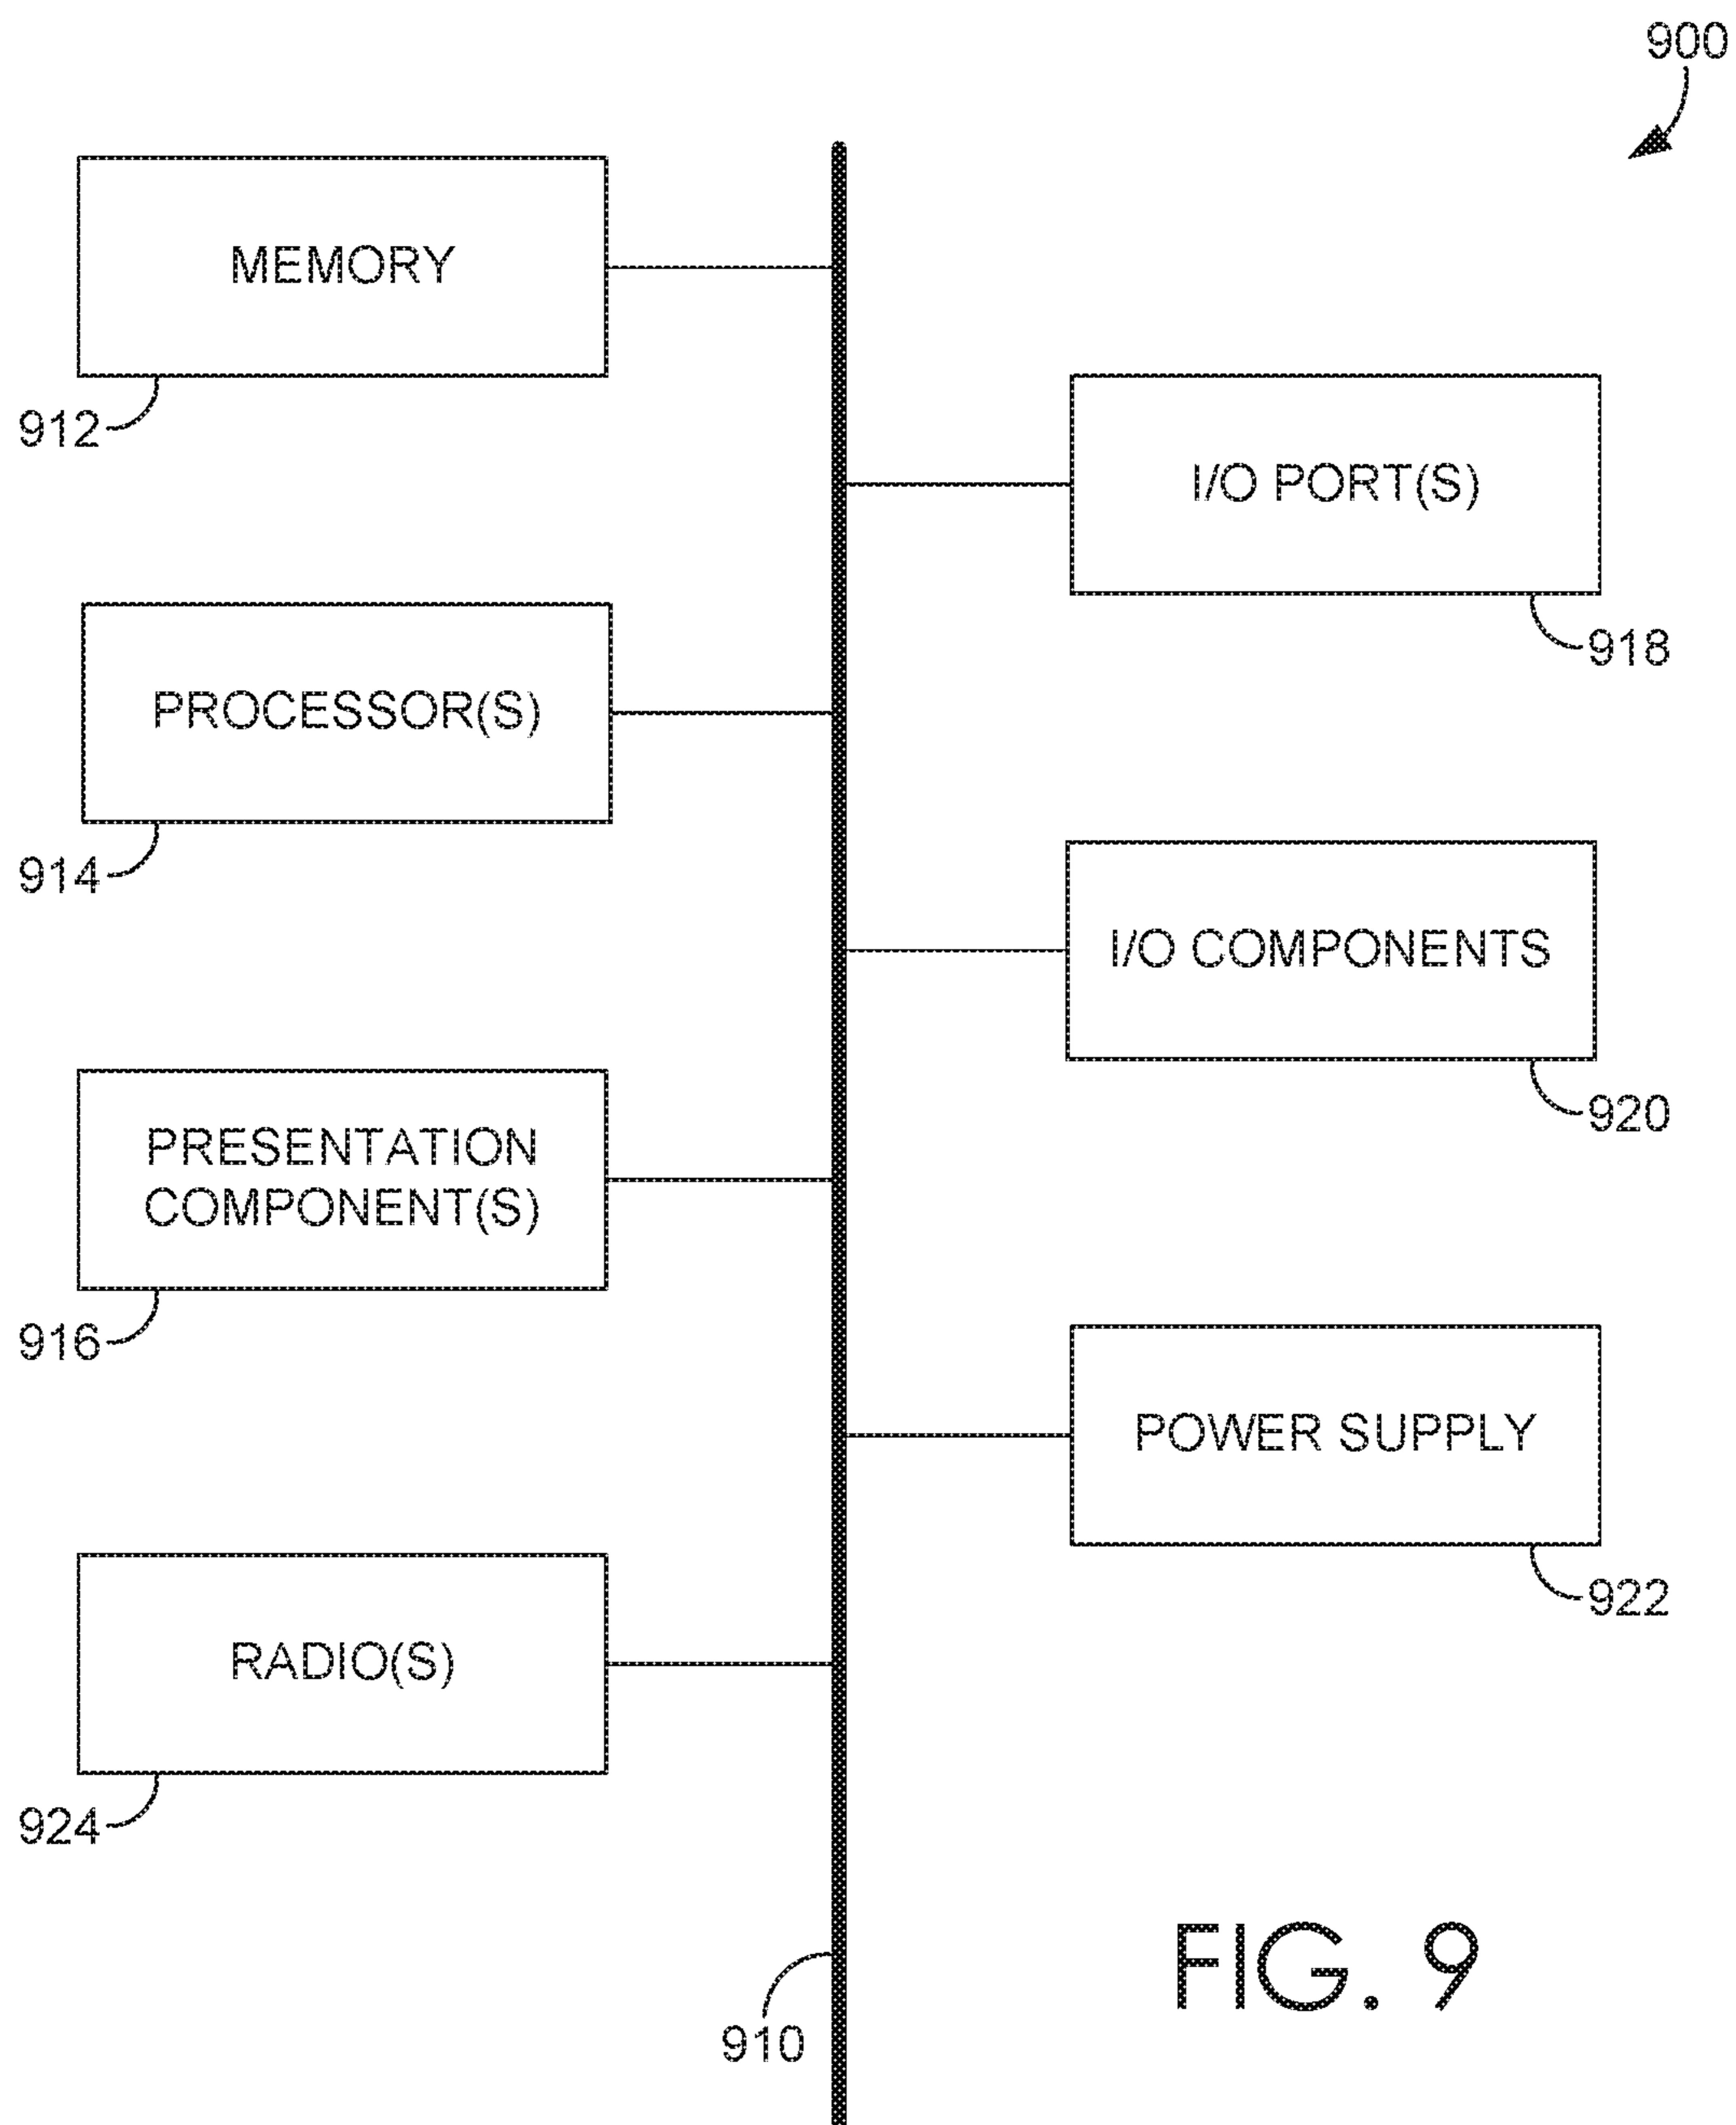 900
MEMORY
912
I/O PORT(S)
918
PROCESSOR(S)
914
I/O COMPONENTS
920
PRESENTATION
COMPONENT(S)
916
POWER SUPPLY
922
RADIO(S)
924
910
FIG. 9